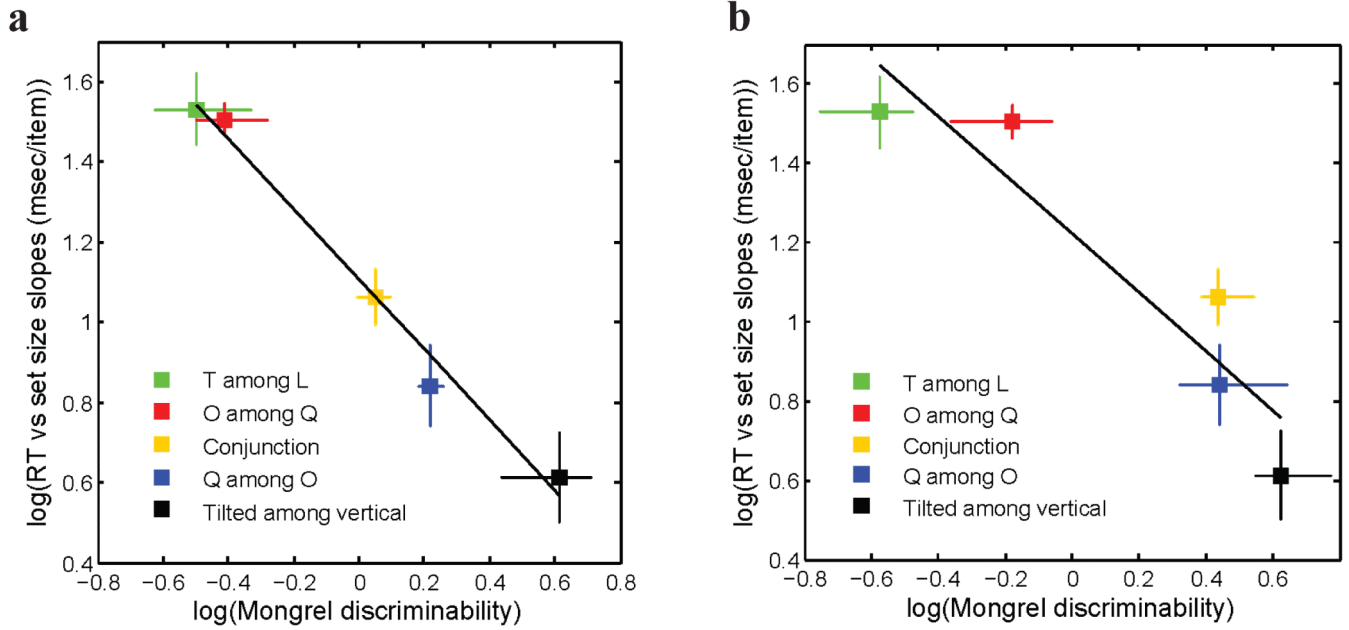 a
log(RT vs set size slopes (msec/item))
1.6
1.4
1.2
1
0.8
0.6
0.4
T among L
O among Q
Conjunction
Q among O
Tilted among vertical
−0.8 −0.6 −0.4 −0.2 0 0.2 0.4 0.6 0.8
log(Mongrel discriminability)
b
log(RT vs set size slopes (msec/item))
1.6
1.4
1.2
1
0.8
0.6
0.4
T among L
O among Q
Conjunction
Q among O
Tilted among vertical
−0.8 −0.6 −0.4 −0.2 0 0.2 0.4 0.6
log(Mongrel discriminability)